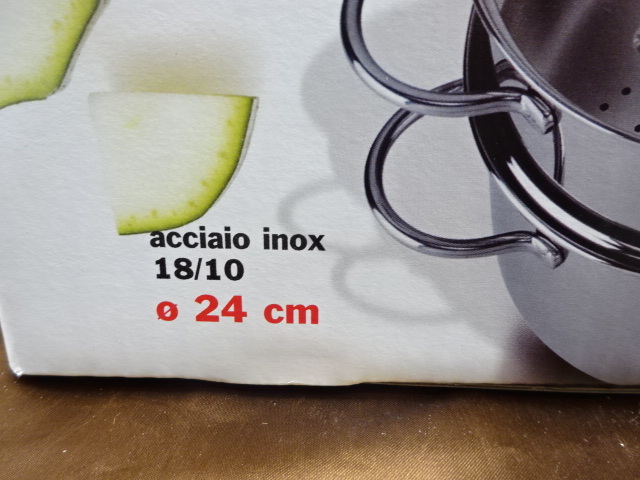 acciaio inox
18/10
ø 24 cm